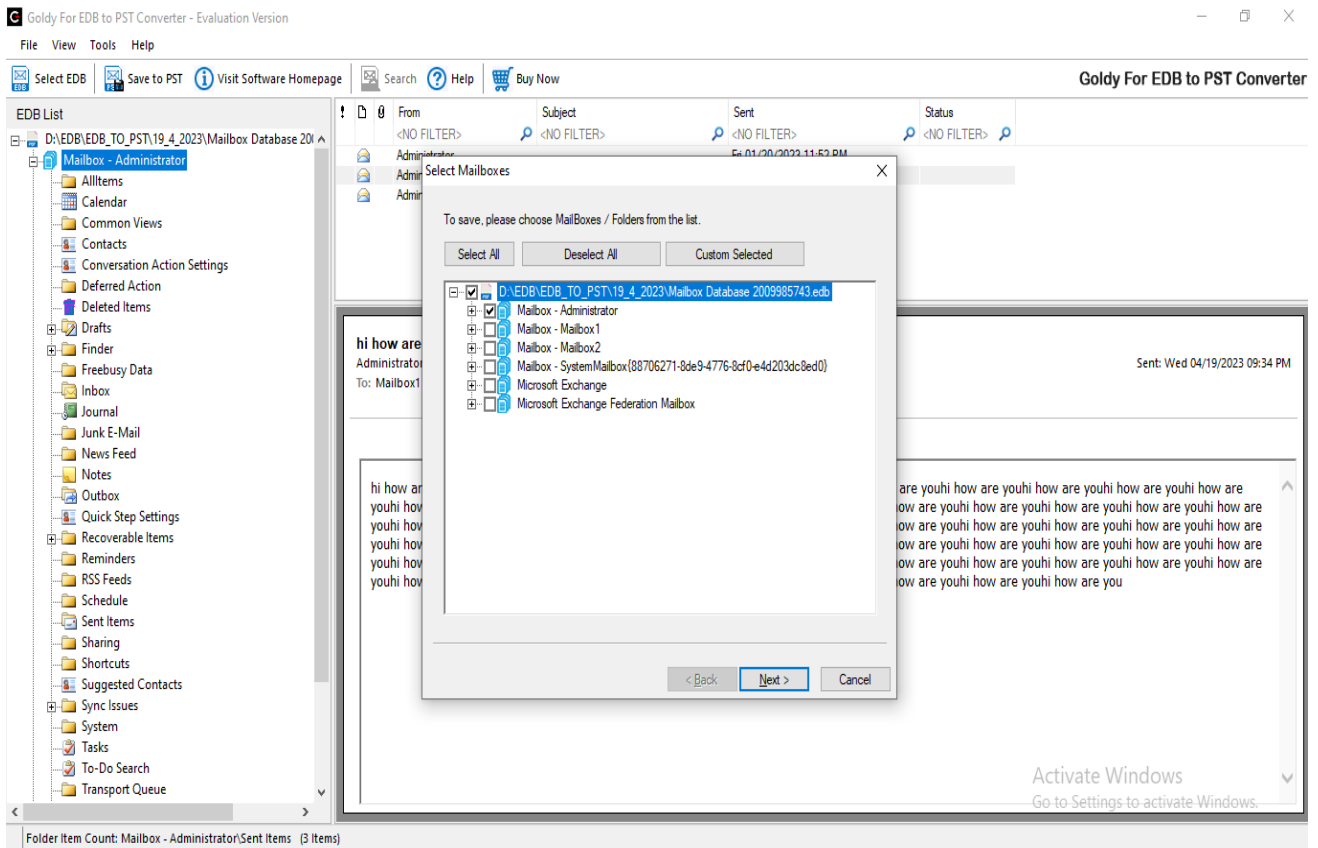 Goldy For EDB to PST Converter - Evaluation Version
File View Tools Help
Select EDB Save to PST Visit Software Homepage Search Help Buy Now Goldy For EDB to PST Converter
EDB List
D:\EDB\EDB_TO_PST\19_4_2023\Mailbox Database 20
Mailbox - Administrator
AllItems
Calendar
Common Views
Contacts
Conversation Action Settings
Deferred Action
Deleted Items
Drafts
Finder
Freebusy Data
Inbox
Journal
Junk E-Mail
News Feed
Notes
Outbox
Quick Step Settings
Recoverable Items
Reminders
RSS Feeds
Schedule
Sent Items
Sharing
Shortcuts
Suggested Contacts
Sync Issues
System
Tasks
To-Do Search
Transport Queue
From Subject Sent Status
<NO FILTER> <NO FILTER> <NO FILTER> <NO FILTER>
Administrator Fri 01/20/2023 11:52 PM
Admin
Admin
Select Mailboxes
To save, please choose MailBoxes / Folders from the list.
Select All Deselect All Custom Selected
D:\EDB\EDB_TO_PST\19_4_2023\Mailbox Database 2009985743.edb
Mailbox - Administrator
Mailbox - Mailbox1
Mailbox - Mailbox2
Mailbox - SystemMailbox{88706271-8de9-4776-8cf0-e4d203dc8ed0}
Microsoft Exchange
Microsoft Exchange Federation Mailbox
< Back Next > Cancel
hi how are
Administrator Sent: Wed 04/19/2023 09:34 PM
To: Mailbox1
hi how ar are youhi how are youhi how are youhi how are youhi how are
youhi how ow are youhi how are youhi how are youhi how are youhi how are
youhi how ow are youhi how are youhi how are youhi how are youhi how are
youhi how ow are youhi how are youhi how are youhi how are youhi how are
youhi how ow are youhi how are youhi how are youhi how are youhi how are
youhi how ow are youhi how are youhi how are you
Activate Windows
Go to Settings to activate Windows.
Folder Item Count: Mailbox - Administrator\Sent Items (3 Items)